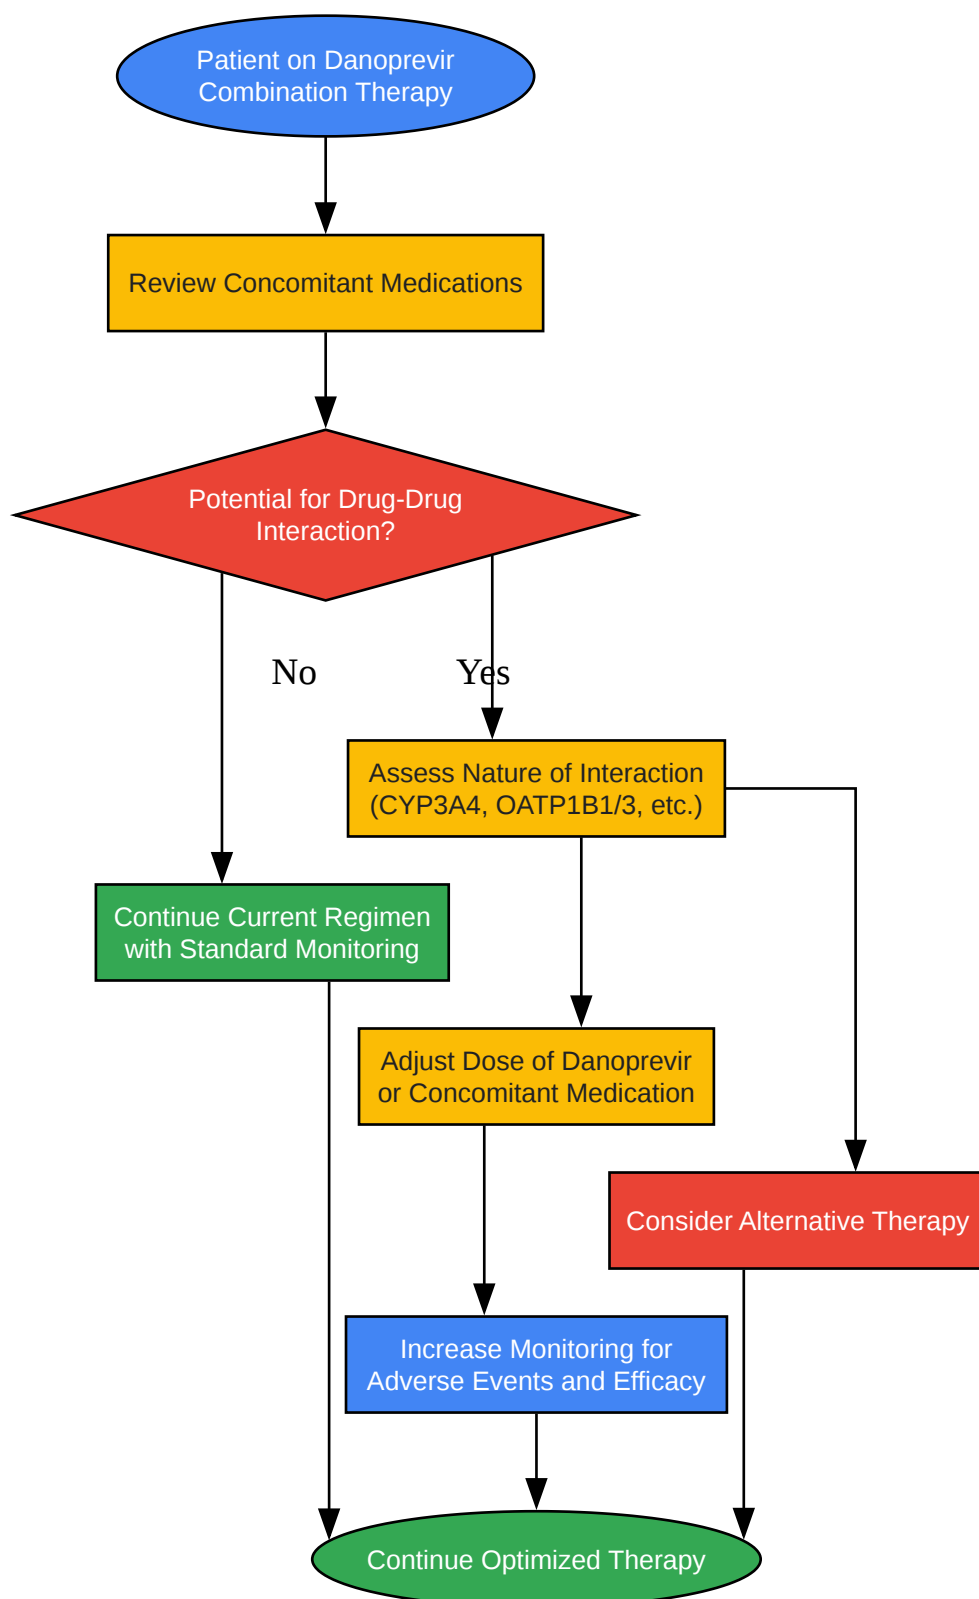 Patient on Danoprevir
Combination Therapy
Review Concomitant Medications
Potential for Drug-Drug
Interaction?
No
Yes
Assess Nature of Interaction
(CYP3A4, OATP1B1/3, etc.)
Continue Current Regimen
with Standard Monitoring
Adjust Dose of Danoprevir
or Concomitant Medication
Consider Alternative Therapy
Increase Monitoring for
Adverse Events and Efficacy
Continue Optimized Therapy